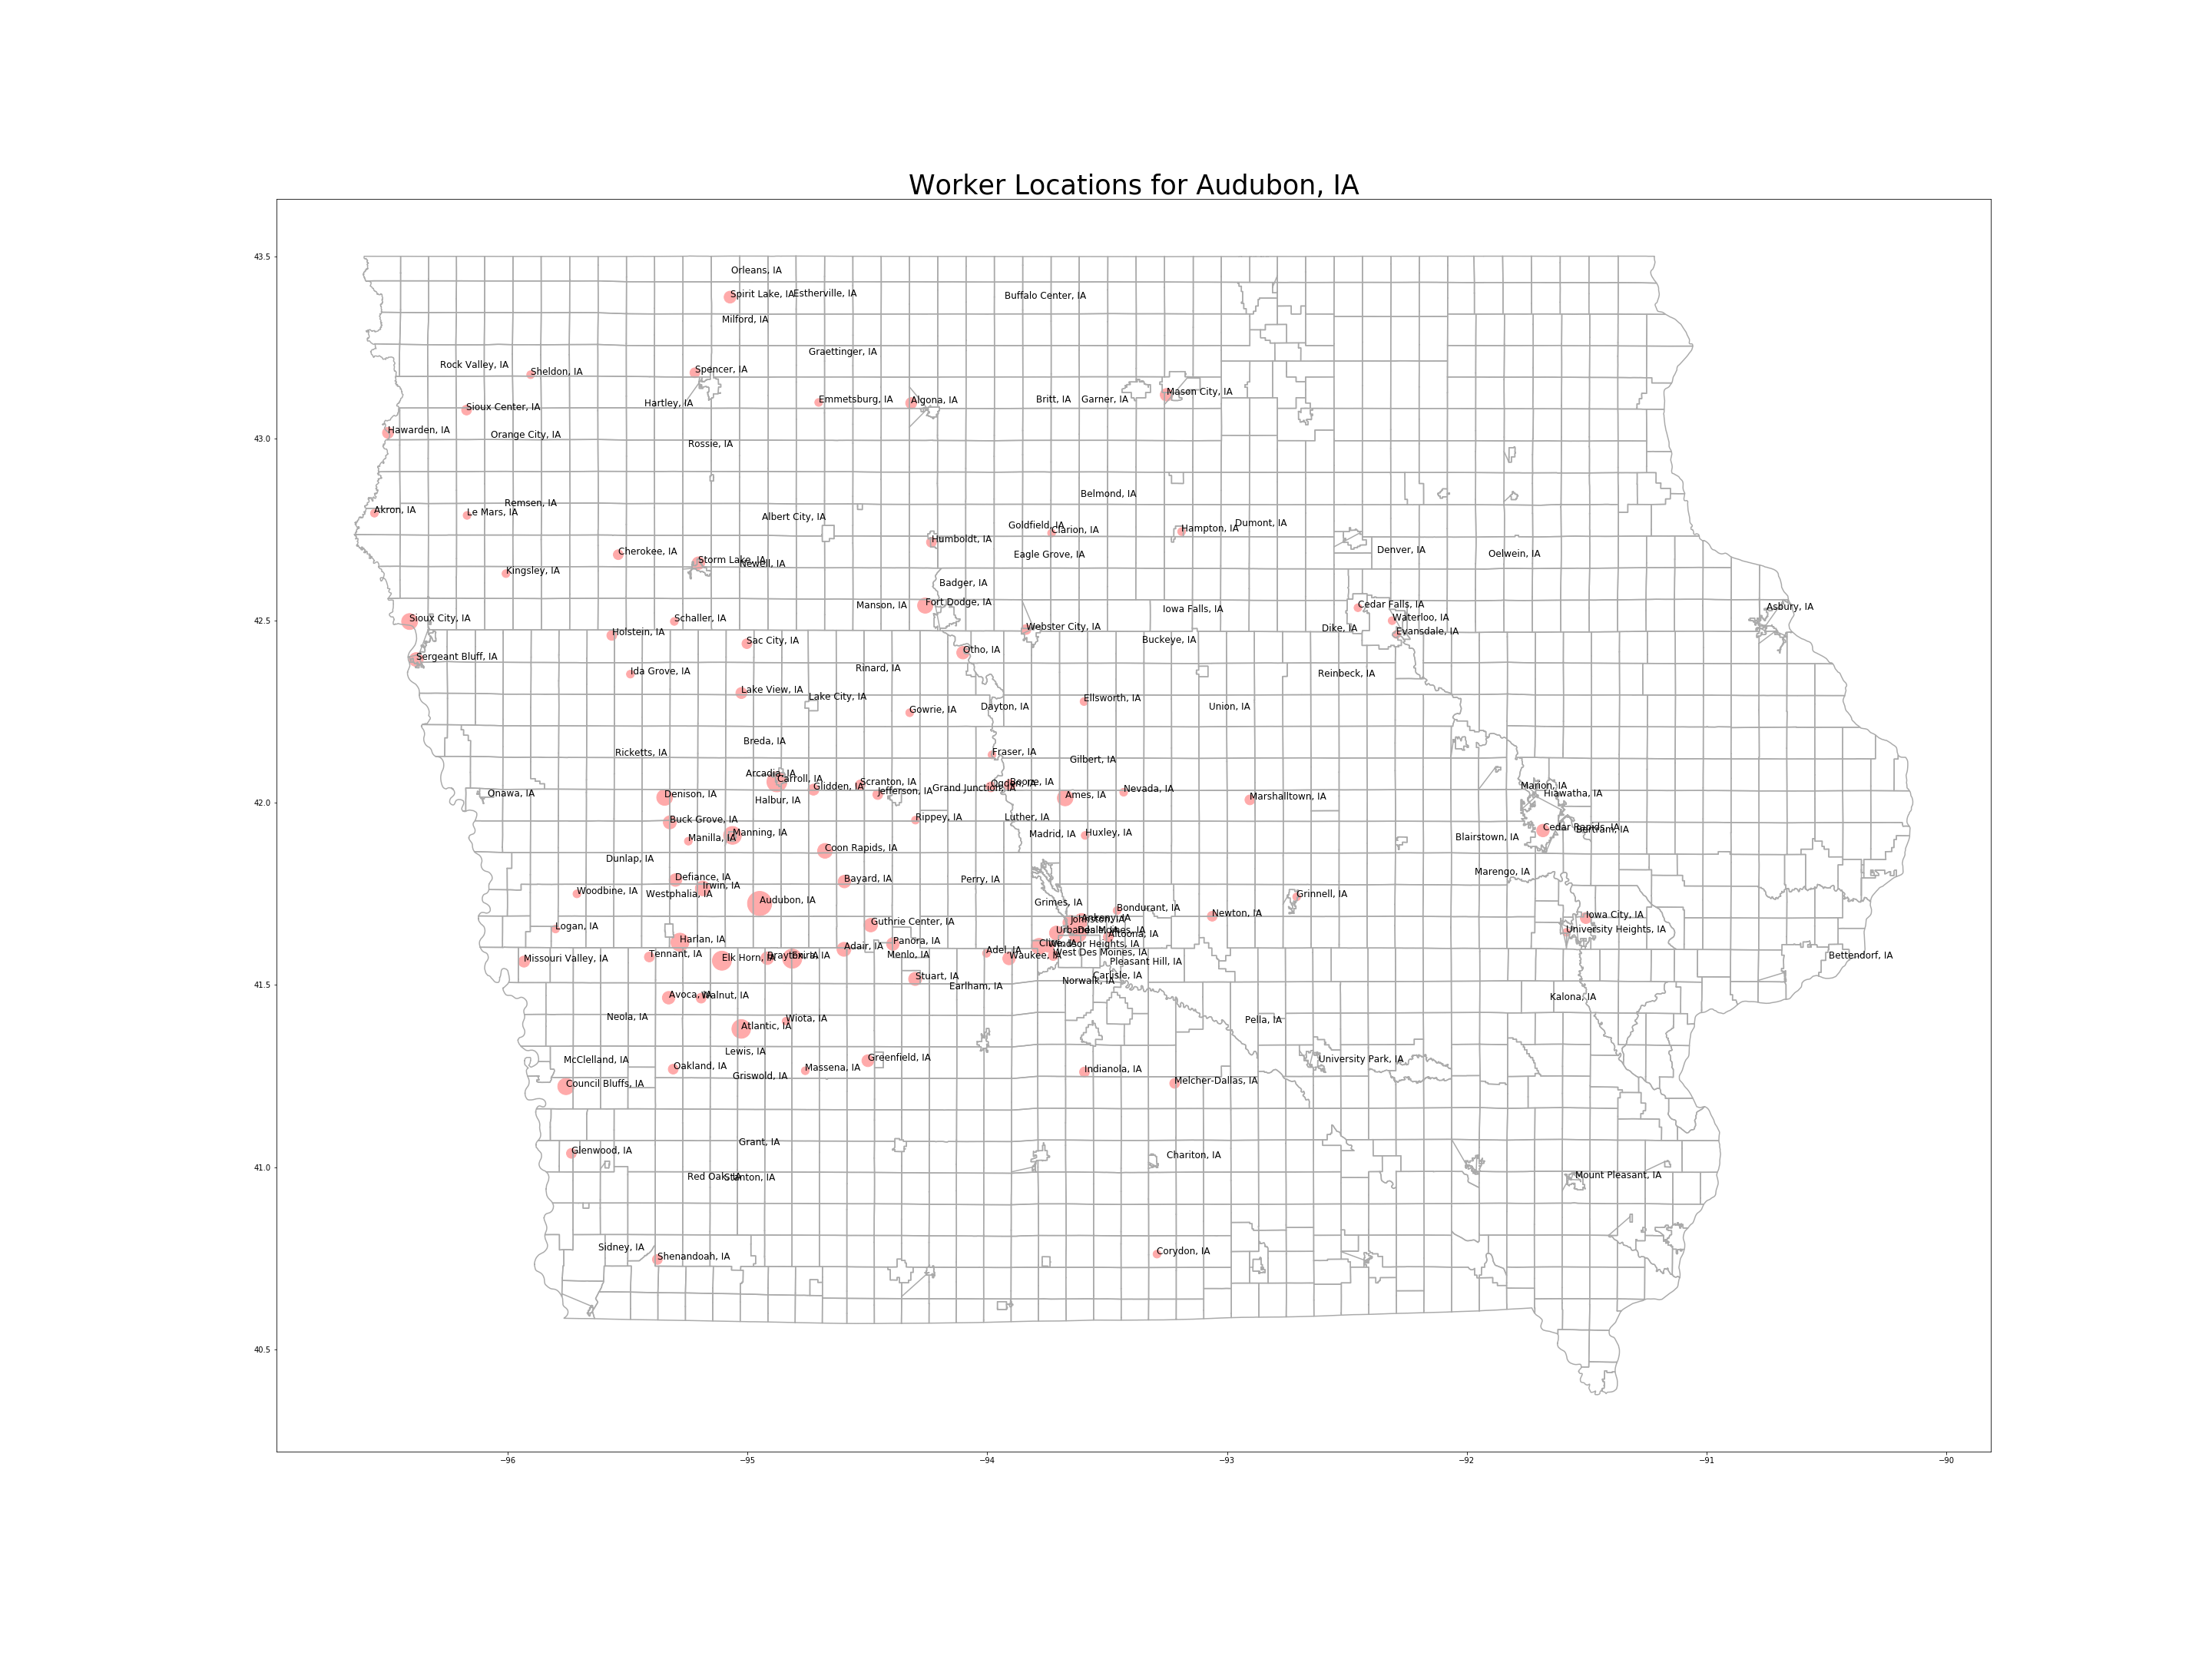 Worker Locations for Audubon, IA
43.5
43.0
42.5
42.0
41.5
41.0
40.5
−96
−95
−94
−93
−92
−91
−90
Orleans, IA
Spirit Lake, IA
Estherville, IA
Buffalo Center, IA
Milford, IA
Graettinger, IA
Rock Valley, IA
Sheldon, IA
Spencer, IA
Mason City, IA
Hartley, IA
Emmetsburg, IA
Algona, IA
Britt, IA
Garner, IA
Sioux Center, IA
Hawarden, IA
Orange City, IA
Rossie, IA
Belmond, IA
Remsen, IA
Akron, IA
Le Mars, IA
Albert City, IA
Goldfield, IA
Clarion, IA
Hampton, IA
Dumont, IA
Humboldt, IA
Cherokee, IA
Storm Lake, IA
Newell, IA
Eagle Grove, IA
Denver, IA
Oelwein, IA
Kingsley, IA
Badger, IA
Manson, IA
Fort Dodge, IA
Iowa Falls, IA
Cedar Falls, IA
Asbury, IA
Sioux City, IA
Schaller, IA
Waterloo, IA
Holstein, IA
Webster City, IA
Dike, IA
Evansdale, IA
Sac City, IA
Buckeye, IA
Sergeant Bluff, IA
Otho, IA
Ida Grove, IA
Rinard, IA
Reinbeck, IA
Lake View, IA
Lake City, IA
Ellsworth, IA
Gowrie, IA
Dayton, IA
Union, IA
Breda, IA
Ricketts, IA
Fraser, IA
Gilbert, IA
Arcadia, IA
Carroll, IA
Glidden, IA
Scranton, IA
Jefferson, IA
Grand Junction, IA
Ogden, IA
Boone, IA
Nevada, IA
Marion, IA
Hiawatha, IA
Onawa, IA
Denison, IA
Halbur, IA
Ames, IA
Marshalltown, IA
Buck Grove, IA
Rippey, IA
Luther, IA
Manning, IA
Manilla, IA
Madrid, IA
Huxley, IA
Cedar Rapids, IA
Bertram, IA
Blairstown, IA
Coon Rapids, IA
Dunlap, IA
Marengo, IA
Defiance, IA
Irwin, IA
Bayard, IA
Perry, IA
Woodbine, IA
Westphalia, IA
Audubon, IA
Grimes, IA
Bondurant, IA
Grinnell, IA
Newton, IA
Iowa City, IA
Logan, IA
Guthrie Center, IA
Johnston, IA
Ankeny, IA
University Heights, IA
Urbandale, IA
Des Moines, IA
Altoona, IA
Harlan, IA
Adair, IA
Panora, IA
Clive, IA
Windsor Heights, IA
Missouri Valley, IA
Tennant, IA
Elk Horn, IA
Brayton, IA
Exira, IA
Menlo, IA
Adel, IA
Waukee, IA
West Des Moines, IA
Pleasant Hill, IA
Bettendorf, IA
Stuart, IA
Earlham, IA
Carlisle, IA
Norwalk, IA
Avoca, IA
Walnut, IA
Kalona, IA
Neola, IA
Wiota, IA
Atlantic, IA
Pella, IA
Lewis, IA
McClelland, IA
Greenfield, IA
University Park, IA
Oakland, IA
Massena, IA
Griswold, IA
Indianola, IA
Council Bluffs, IA
Melcher-Dallas, IA
Grant, IA
Glenwood, IA
Chariton, IA
Red Oak, IA
Stanton, IA
Mount Pleasant, IA
Sidney, IA
Shenandoah, IA
Corydon, IA